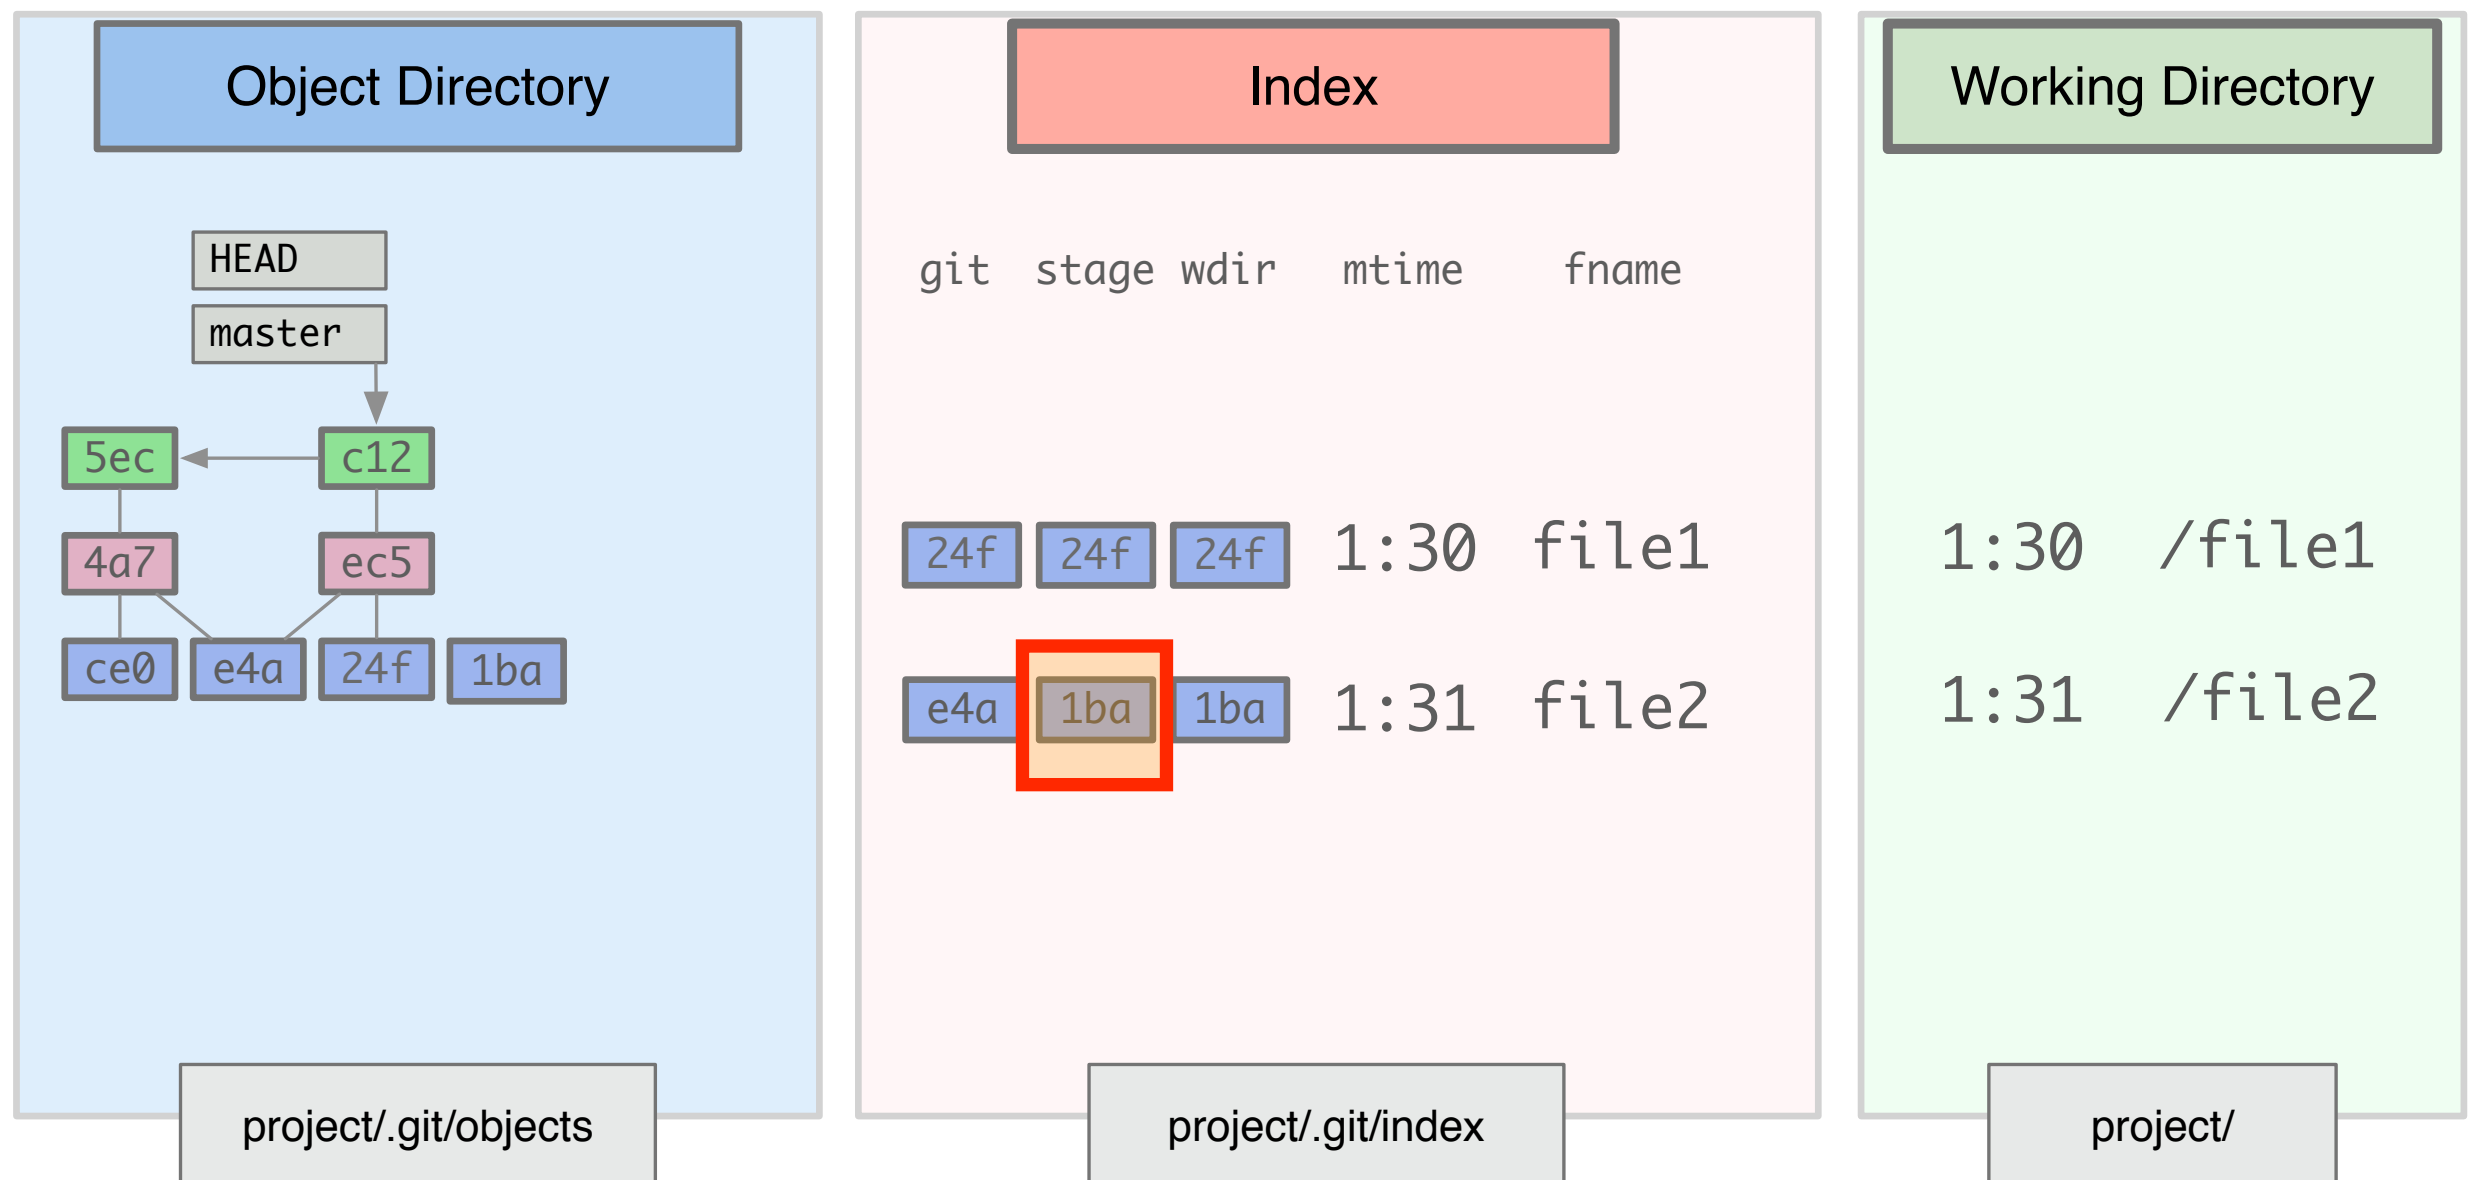 Object Directory
HEAD
master
5ec c12
4a7 ec5
ce0 e4a 24f 1ba
project/.git/objects
Index
git stage wdir mtime fname
24f 24f 24f 1:30 file1
e4a 1ba 1ba 1:31 file2
project/.git/index
Working Directory
1:30 /file1
1:31 /file2
project/